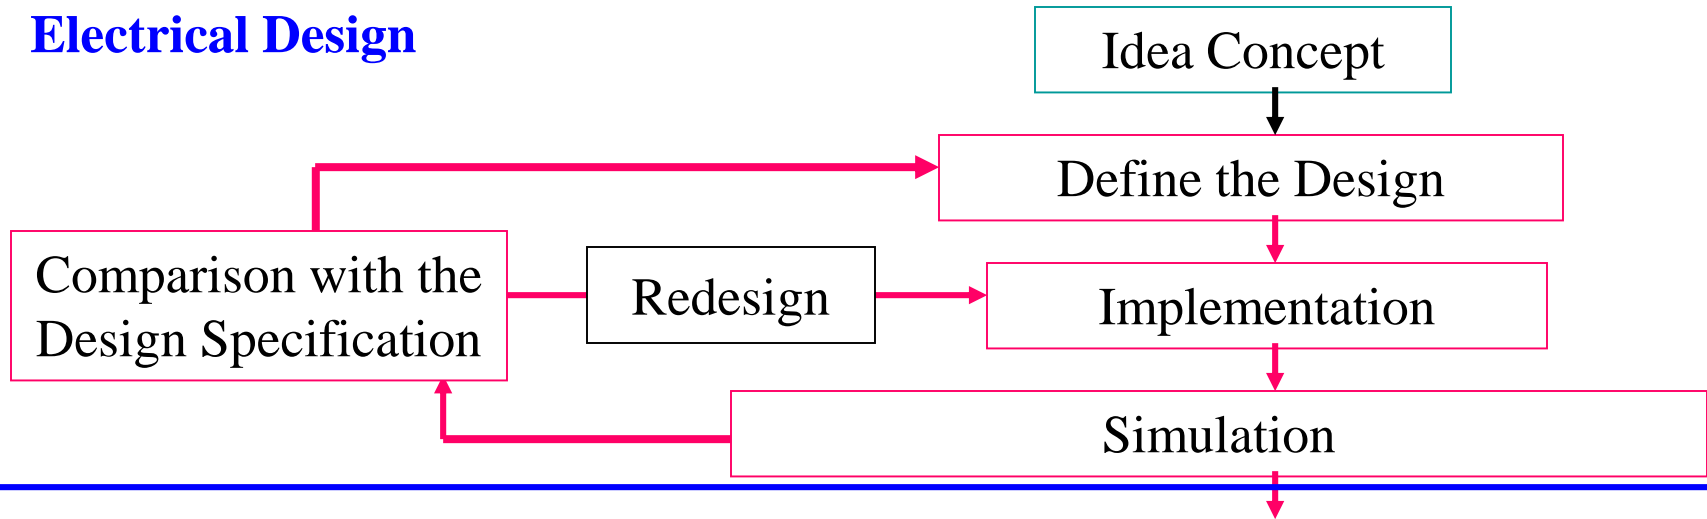 Electrical Design
Idea Concept
Define the Design
Comparison with the
Design Specification
Redesign
Implementation
Simulation